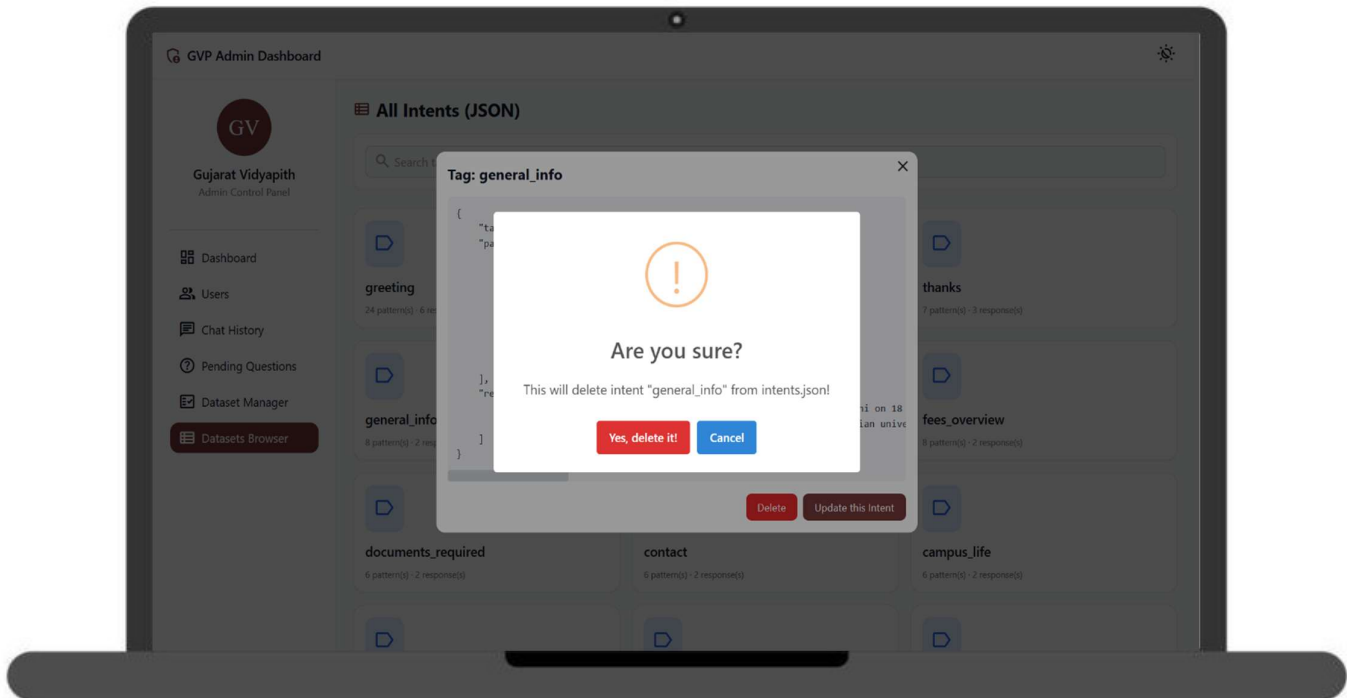 GVP Admin Dashboard
GV
Gujarat Vidyapith
Admin Control Panel
Dashboard
Users
Chat History
Pending Questions
Dataset Manager
Datasets Browser
All Intents (JSON)
Search
Tag: general_info
{
"ta
"pa
],
"re
hi on 18
ian unive
]
}
Delete
Update this Intent
!
Are you sure?
This will delete intent "general_info" from intents.json!
Yes, delete it!
Cancel
greeting
24 pattern(s) · 6 re
thanks
7 pattern(s) · 3 response(s)
general_info
8 pattern(s) · 2 res
fees_overview
8 pattern(s) · 2 response(s)
documents_required
6 pattern(s) · 2 response(s)
contact
6 pattern(s) · 2 response(s)
campus_life
6 pattern(s) · 2 response(s)